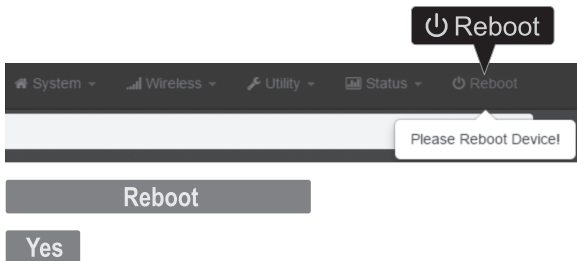 Reboot
System Wireless Utility Status Reboot
Please Reboot Device!
Reboot
Yes